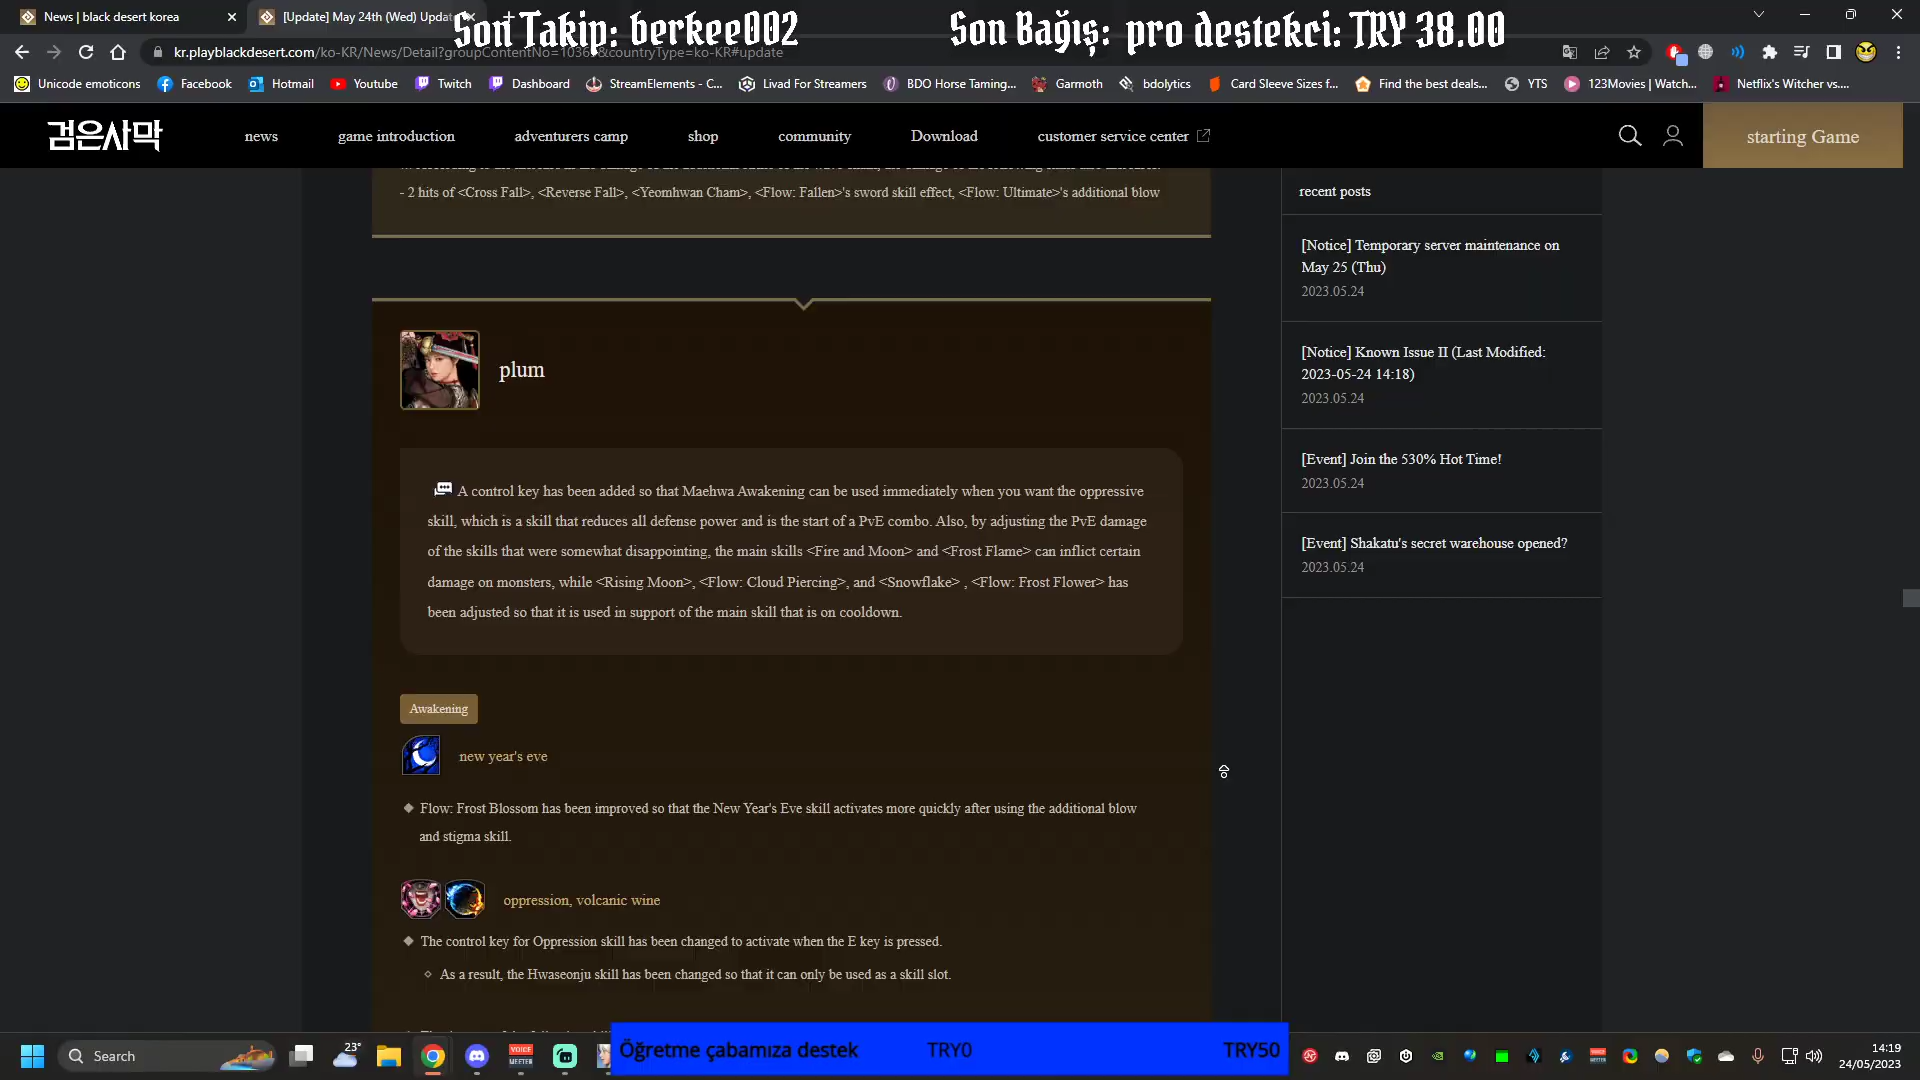 News | black desert korea
[Update] May 24th (Wed) Upda
Son Takip: berkee002
Son Bağış: pro destekci: TRY 38.00
kr.playblackdesert.com/ko-KR/News/Detail?groupContentNo=1036 &countryType=ko-KR#update
Unicode emoticons
Facebook
Hotmail
Youtube
Twitch
Dashboard
StreamElements - C...
Livad For Streamers
BDO Horse Taming...
Garmoth
bdolytics
Card Sleeve Sizes f...
Find the best deals...
YTS
123Movies | Watch...
Netflix's Witcher vs....
검은사막
news
game introduction
adventurers camp
shop
community
Download
customer service center
starting Game
- 2 hits of <Cross Fall>, <Reverse Fall>, <Yeomhwan Cham>, <Flow: Fallen>'s sword skill effect, <Flow: Ultimate>'s additional blow
plum
A control key has been added so that Maehwa Awakening can be used immediately when you want the oppressive
skill, which is a skill that reduces all defense power and is the start of a PvE combo. Also, by adjusting the PvE damage
of the skills that were somewhat disappointing, the main skills <Fire and Moon> and <Frost Flame> can inflict certain
damage on monsters, while <Rising Moon>, <Flow: Cloud Piercing>, and <Snowflake> , <Flow: Frost Flower> has
been adjusted so that it is used in support of the main skill that is on cooldown.
Awakening
new year's eve
Flow: Frost Blossom has been improved so that the New Year's Eve skill activates more quickly after using the additional blow
and stigma skill.
oppression, volcanic wine
The control key for Oppression skill has been changed to activate when the E key is pressed.
As a result, the Hwaseonju skill has been changed so that it can only be used as a skill slot.
recent posts
[Notice] Temporary server maintenance on
May 25 (Thu)
2023.05.24
[Notice] Known Issue II (Last Modified:
2023-05-24 14:18)
2023.05.24
[Event] Join the 530% Hot Time!
2023.05.24
[Event] Shakatu's secret warehouse opened?
2023.05.24
Search
23°
VOICE
MEETER
Öğretme çabamıza destek
TRY0
TRY50
14:19
24/05/2023